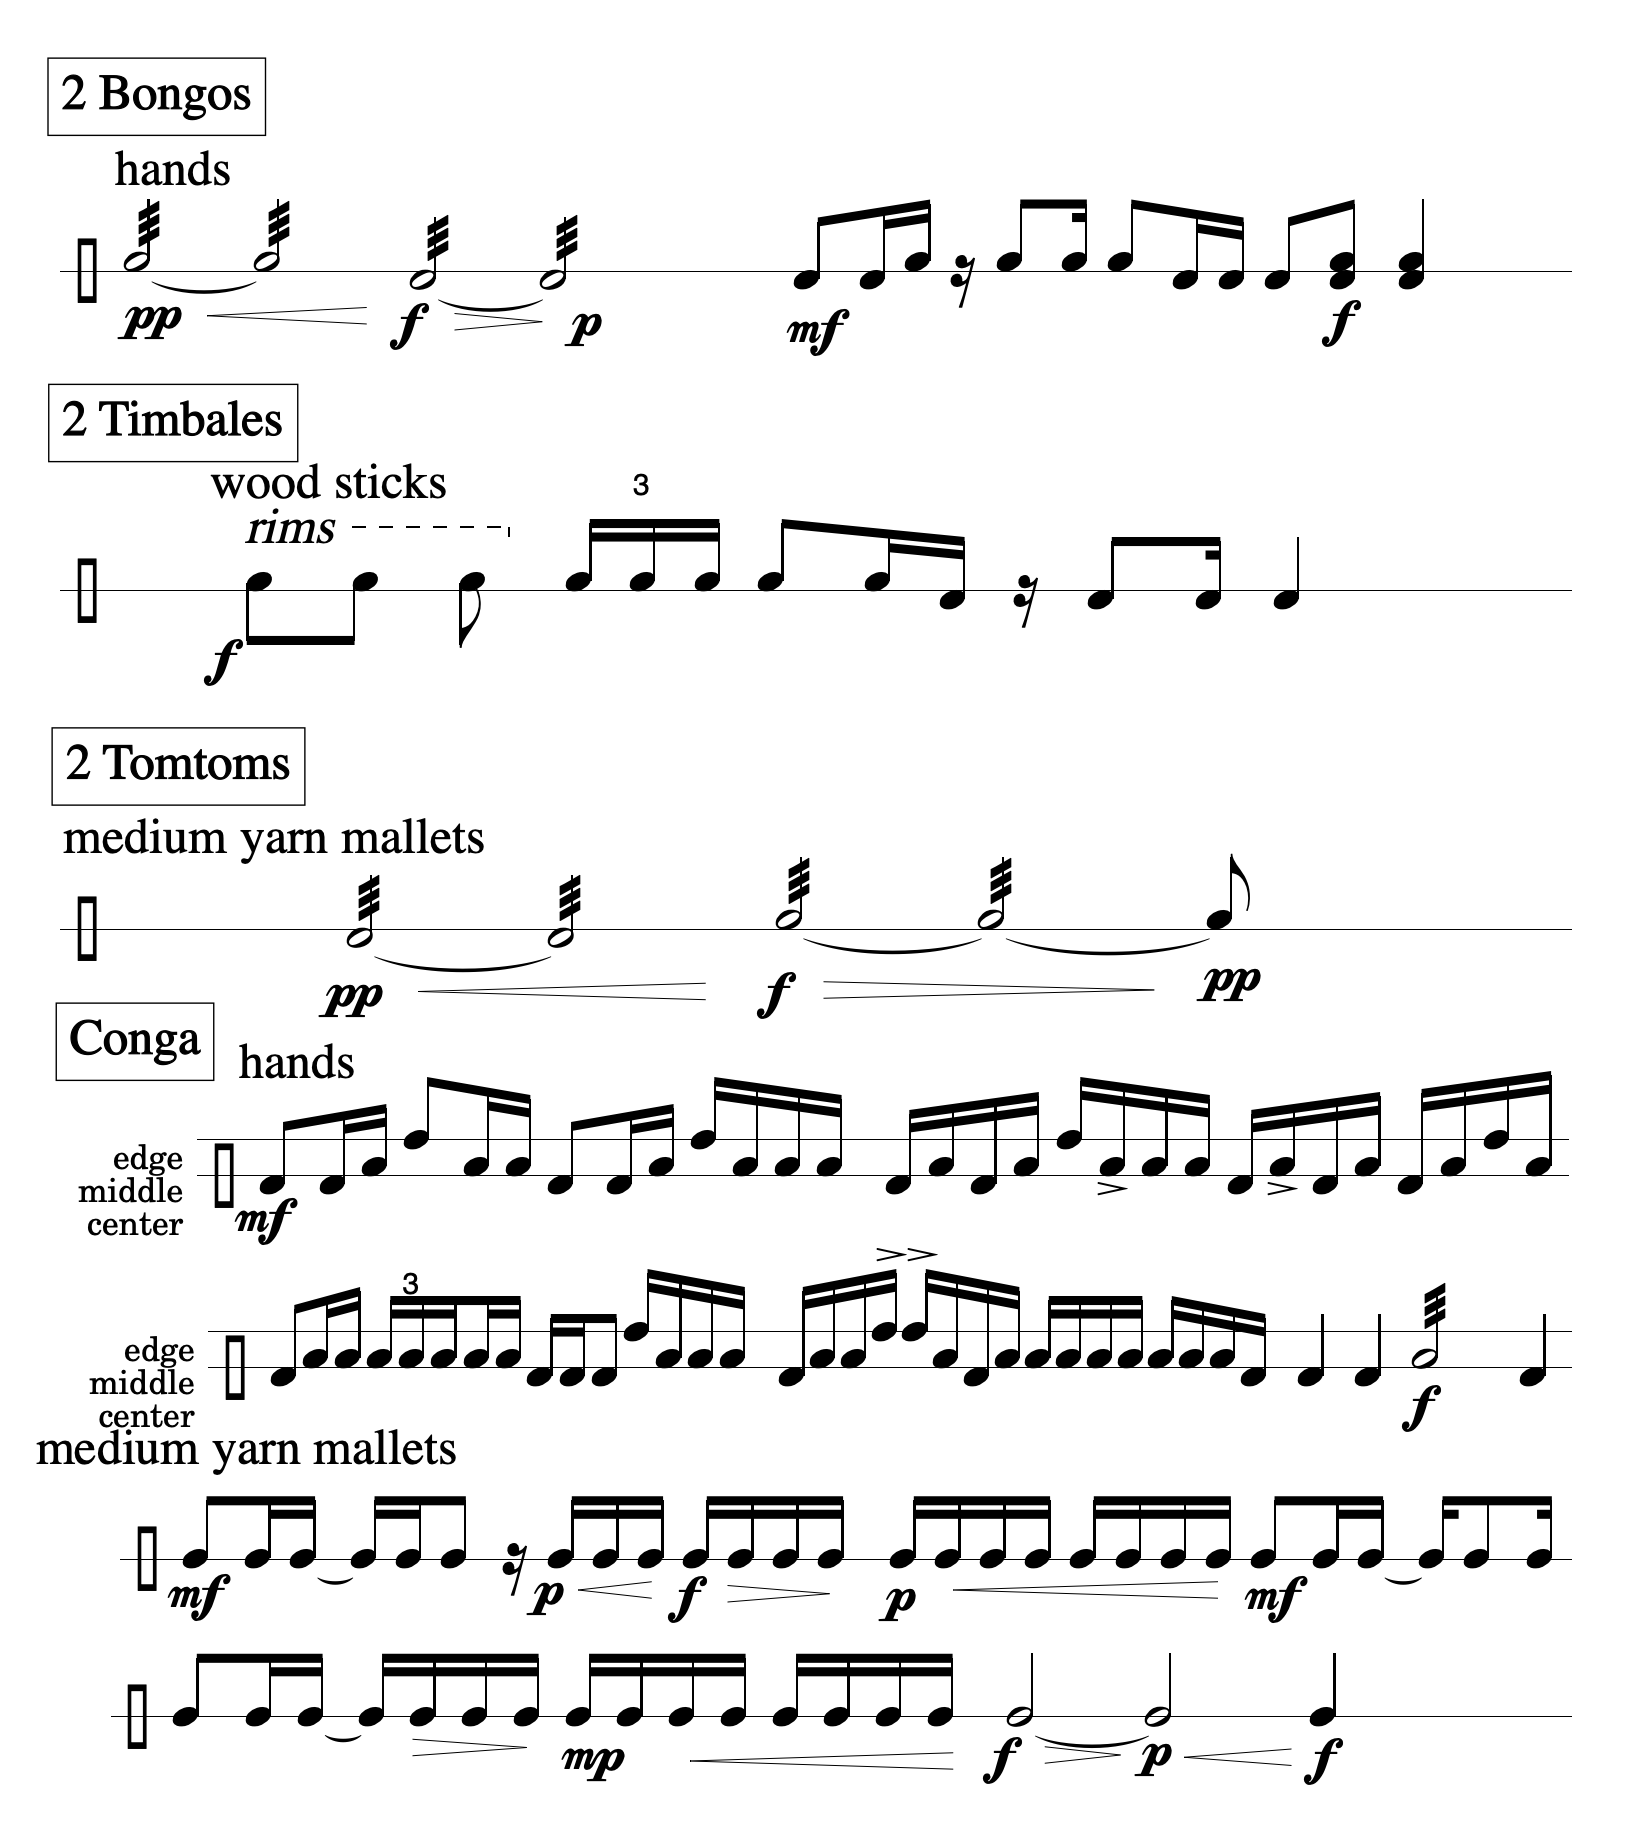 2 Bongos
hands
pp f p mf f
2 Timbales
wood sticks
3
rims
f
2 Tomtoms
medium yarn mallets
pp f pp
Conga
hands
edge
middle
center
mf
3
edge
middle
center
f
medium yarn mallets
mf p f p mf
mp f p f